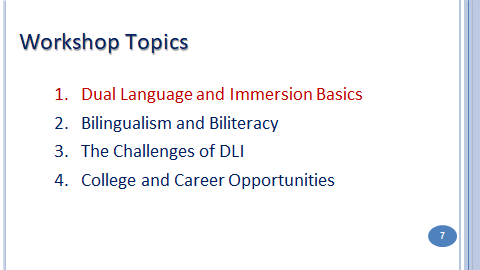 Workshop Topics
1. Dual Language and Immersion Basics
2. Bilingualism and Biliteracy
3. The Challenges of DLI
4. College and Career Opportunities
7